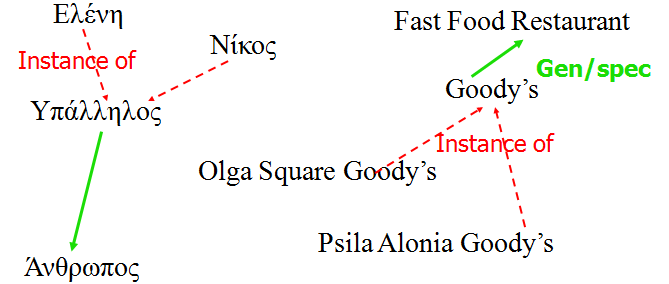 Ελένη
Νίκος
Instance of
Υπάλληλος
Άνθρωπος
Fast Food Restaurant
Gen/spec
Goody’s
Instance of
Olga Square Goody’s
Psila Alonia Goody’s